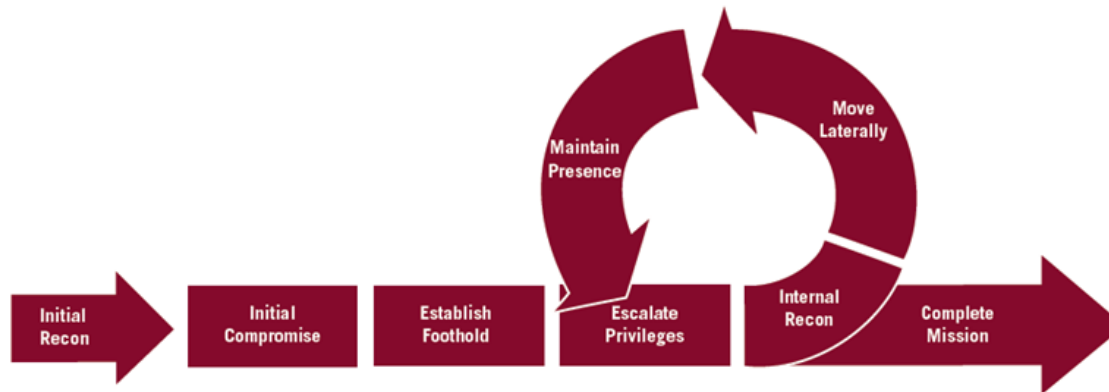 Initial
Recon
Initial
Compromise
Establish
Foothold
Escalate
Privileges
Internal
Recon
Move
Laterally
Maintain
Presence
Complete
Mission